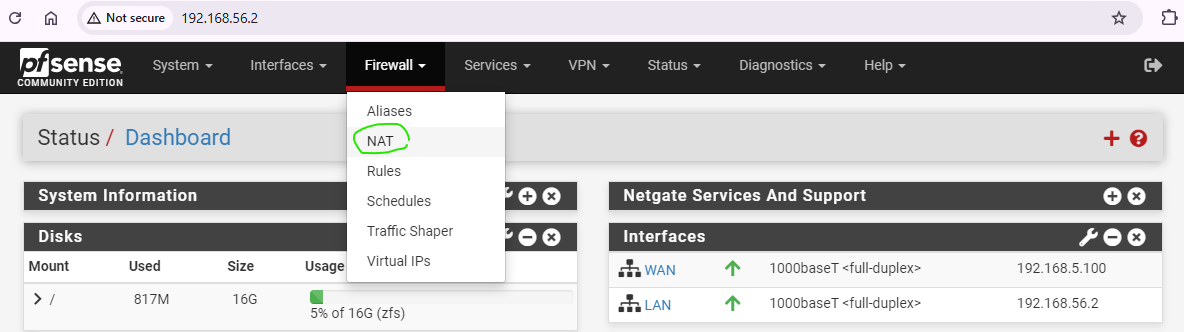 Not secure 192.168.56.2
pfsense COMMUNITY EDITION
System Interfaces Firewall Services VPN Status Diagnostics Help
Aliases
NAT
Rules
Schedules
Traffic Shaper
Virtual IPs
Status / Dashboard
System Information
Disks
Mount Used Size Usage
/ 817M 16G
5% of 16G (zfs)
Netgate Services And Support
Interfaces
WAN 1000baseT <full-duplex> 192.168.5.100
LAN 1000baseT <full-duplex> 192.168.56.2